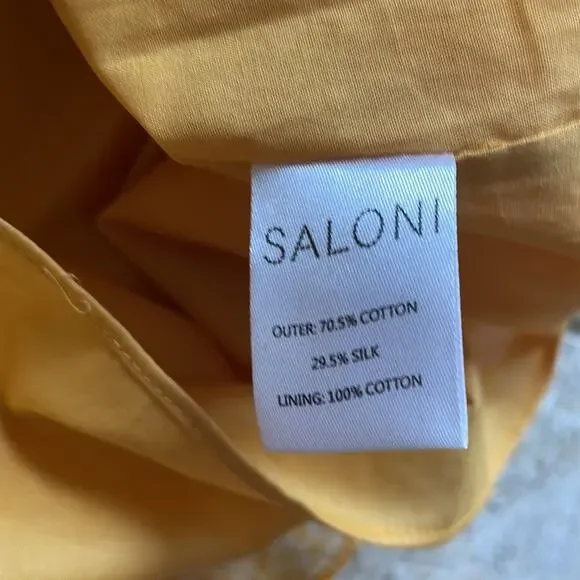 SALONI
OUTER: 70.5% COTTON
29.5% SILK
LINING: 100% COTTON